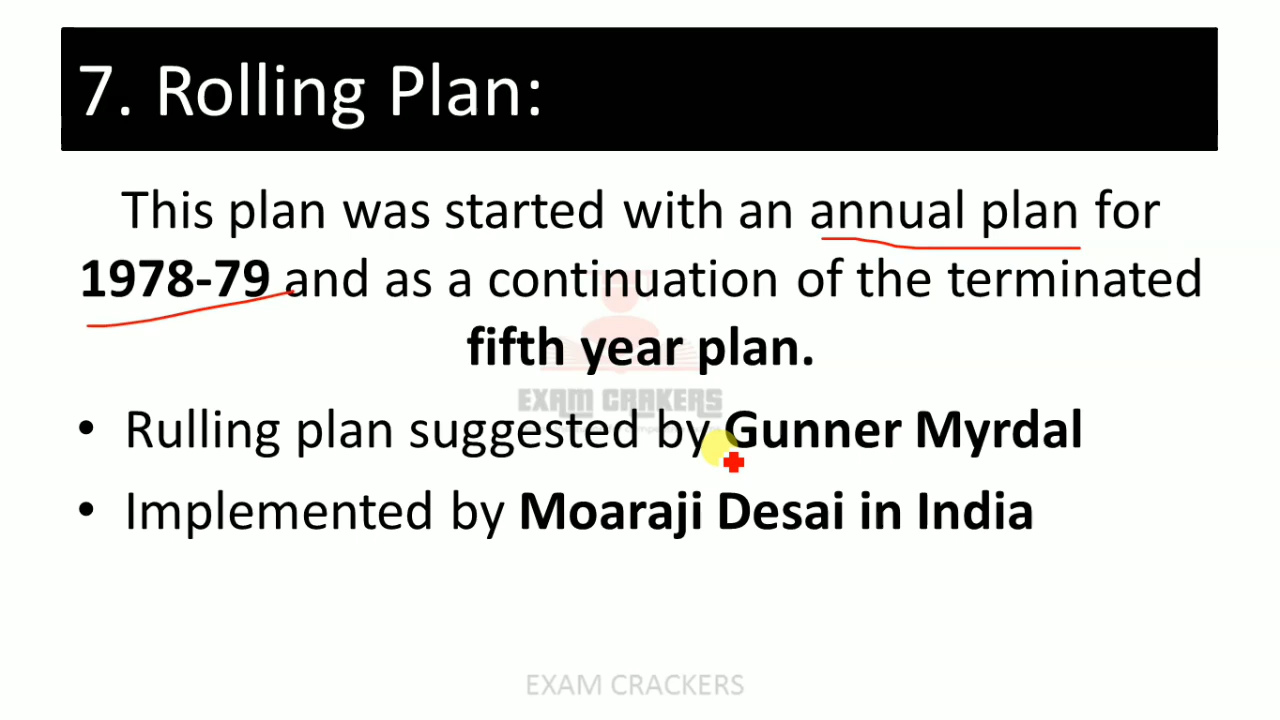 7. Rolling Plan:
This plan was started with an annual plan for
1978-79 and as a continuation of the terminated
fifth year plan.
EXAM CRAKERS
• Rulling plan suggested by Gunner Myrdal
• Implemented by Moaraji Desai in India
EXAM CRACKERS